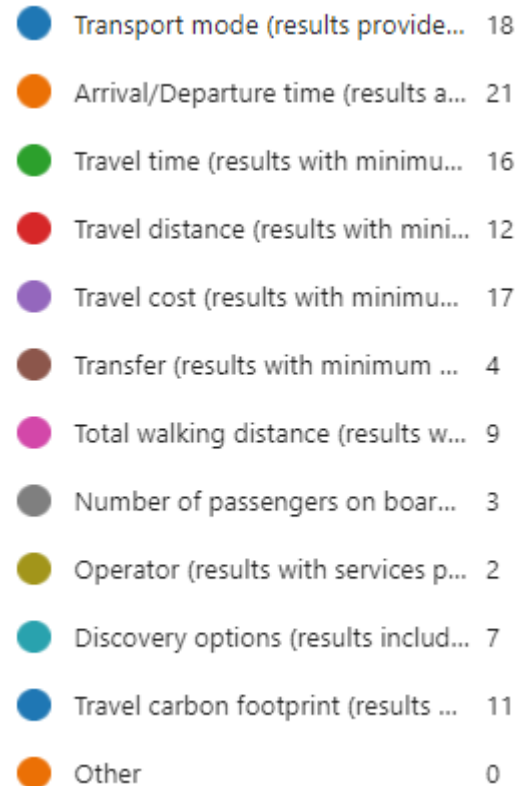 Transport mode (results provide... 18
Arrival/Departure time (results a... 21
Travel time (results with minimu... 16
Travel distance (results with mini... 12
Travel cost (results with minimu... 17
Transfer (results with minimum ... 4
Total walking distance (results w... 9
Number of passengers on boar... 3
Operator (results with services p... 2
Discovery options (results includ... 7
Travel carbon footprint (results ... 11
Other 0